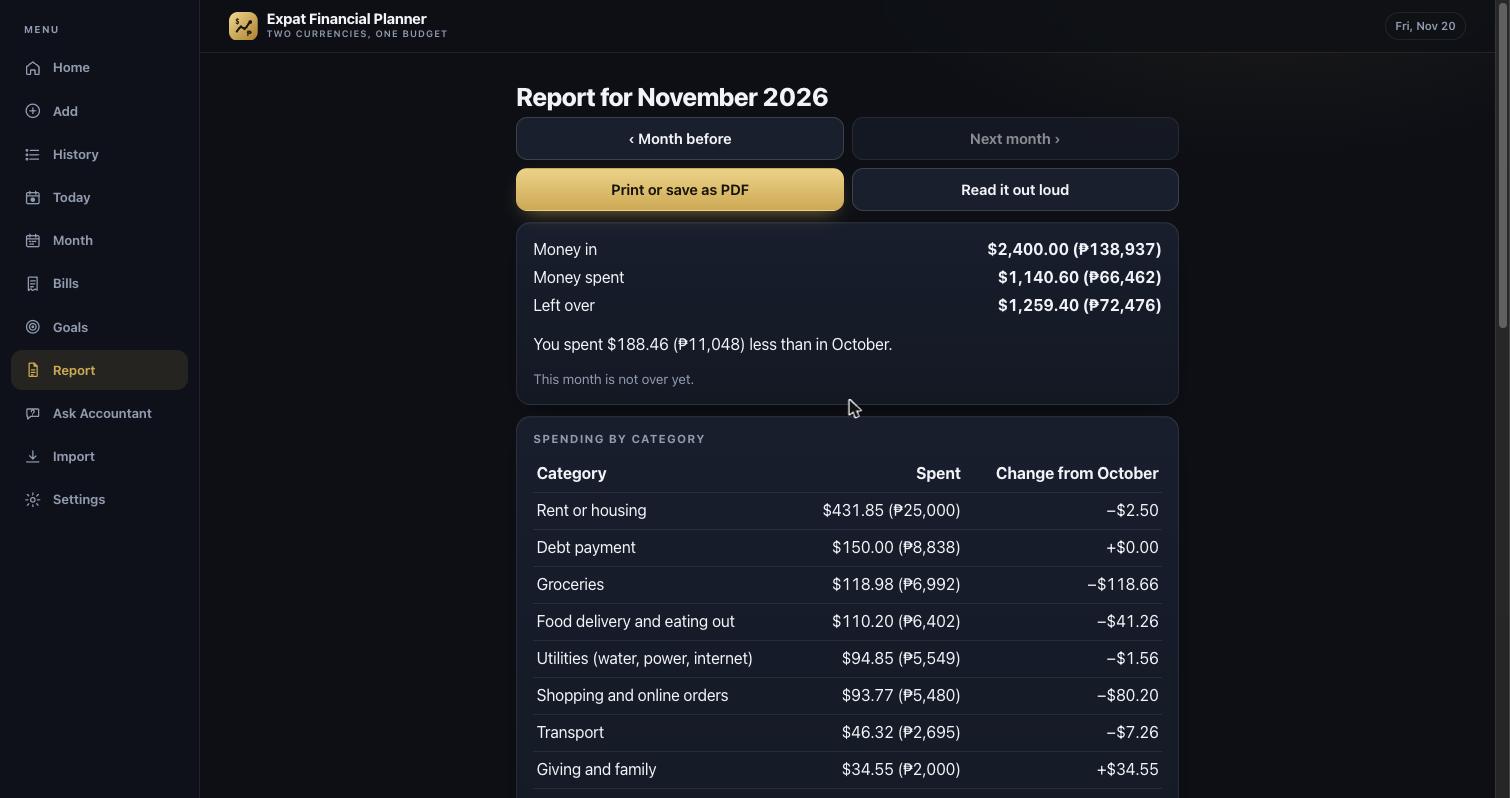 MENU
Home
Add
History
Today
Month
Bills
Goals
Report
Ask Accountant
Import
Settings
Expat Financial Planner
TWO CURRENCIES, ONE BUDGET
Fri, Nov 20
Report for November 2026
‹ Month before
Next month ›
Print or save as PDF
Read it out loud
Money in $2,400.00 (₱138,937)
Money spent $1,140.60 (₱66,462)
Left over $1,259.40 (₱72,476)
You spent $188.46 (₱11,048) less than in October.
This month is not over yet.
SPENDING BY CATEGORY
Category Spent Change from October
Rent or housing $431.85 (₱25,000) −$2.50
Debt payment $150.00 (₱8,838) +$0.00
Groceries $118.98 (₱6,992) −$118.66
Food delivery and eating out $110.20 (₱6,402) −$41.26
Utilities (water, power, internet) $94.85 (₱5,549) −$1.56
Shopping and online orders $93.77 (₱5,480) −$80.20
Transport $46.32 (₱2,695) −$7.26
Giving and family $34.55 (₱2,000) +$34.55